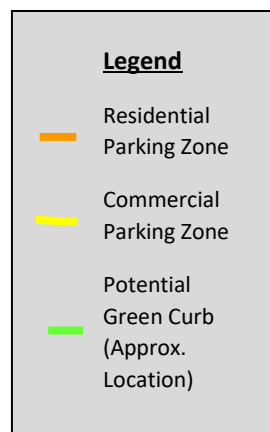 Legend
Residential
Parking Zone
Commercial
Parking Zone
Potential
Green Curb
(Approx.
Location)